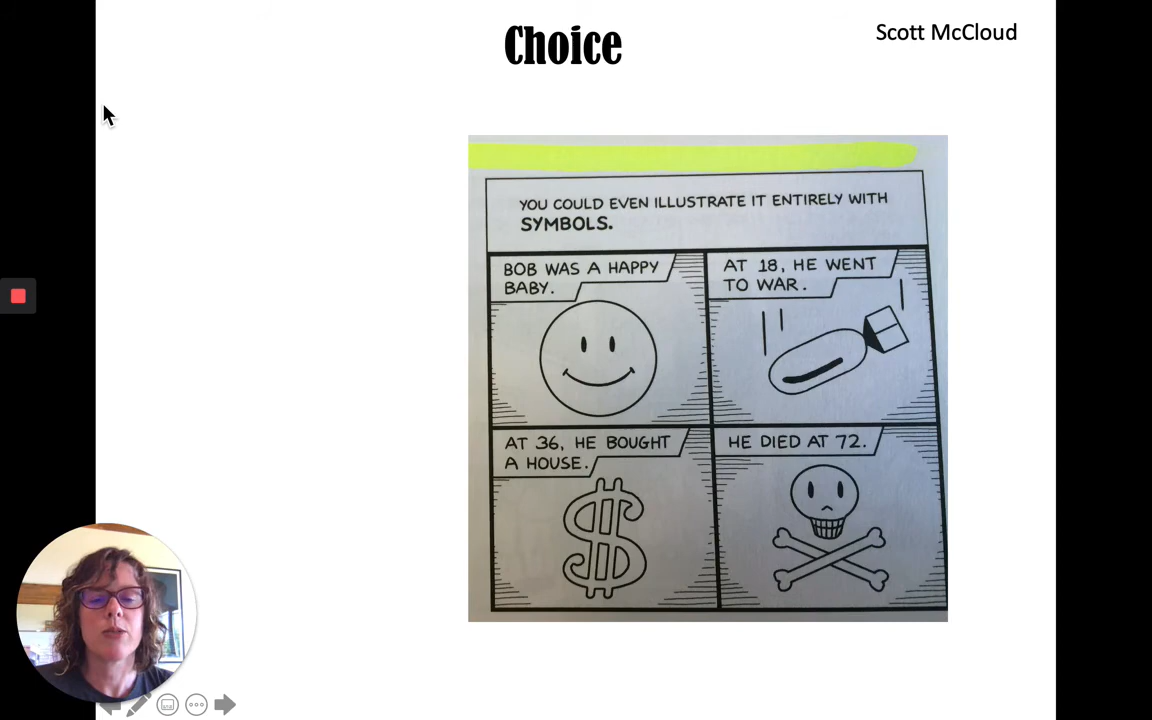 Choice
Scott McCloud
YOU COULD EVEN ILLUSTRATE IT ENTIRELY WITH
SYMBOLS.
BOB WAS A HAPPY
BABY.
AT 18, HE WENT
TO WAR.
AT 36, HE BOUGHT
A HOUSE.
HE DIED AT 72.